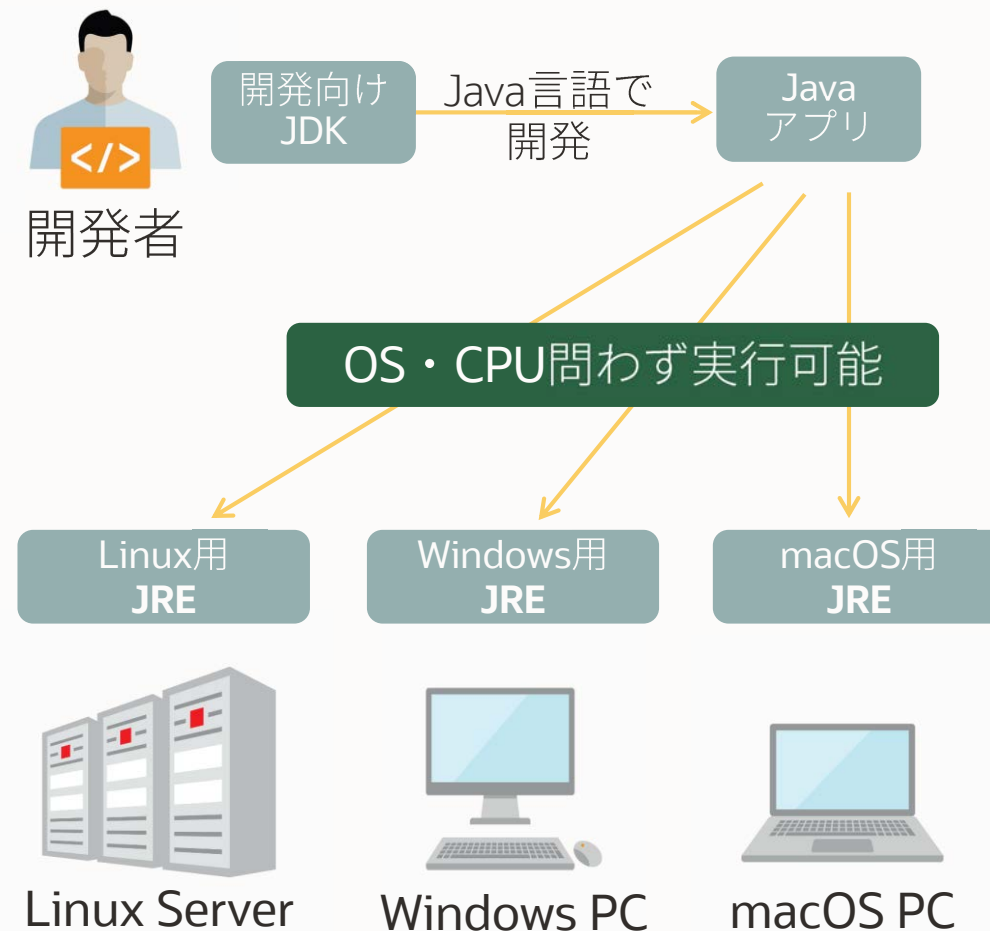 開発向け
JDK
Java言語で
開発
Java
アプリ
</>
開発者
OS・CPU問わず実行可能
Linux用
JRE
Windows用
JRE
macOS用
JRE
Linux Server
Windows PC
macOS PC